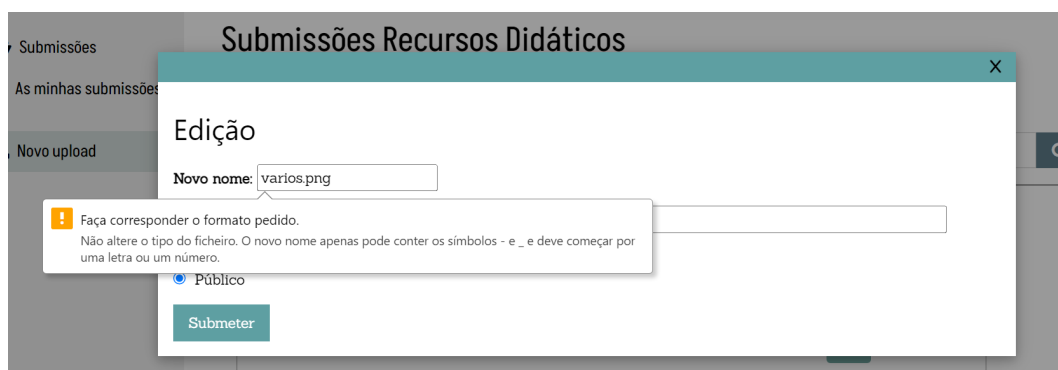 Submissões
Submissões Recursos Didáticos
X
As minhas submissões
Edição
Novo upload
Novo nome: varios.png
Faça corresponder o formato pedido.
Não altere o tipo do ficheiro. O novo nome apenas pode conter os símbolos - e _ e deve começar por
uma letra ou um número.
Público
Submeter